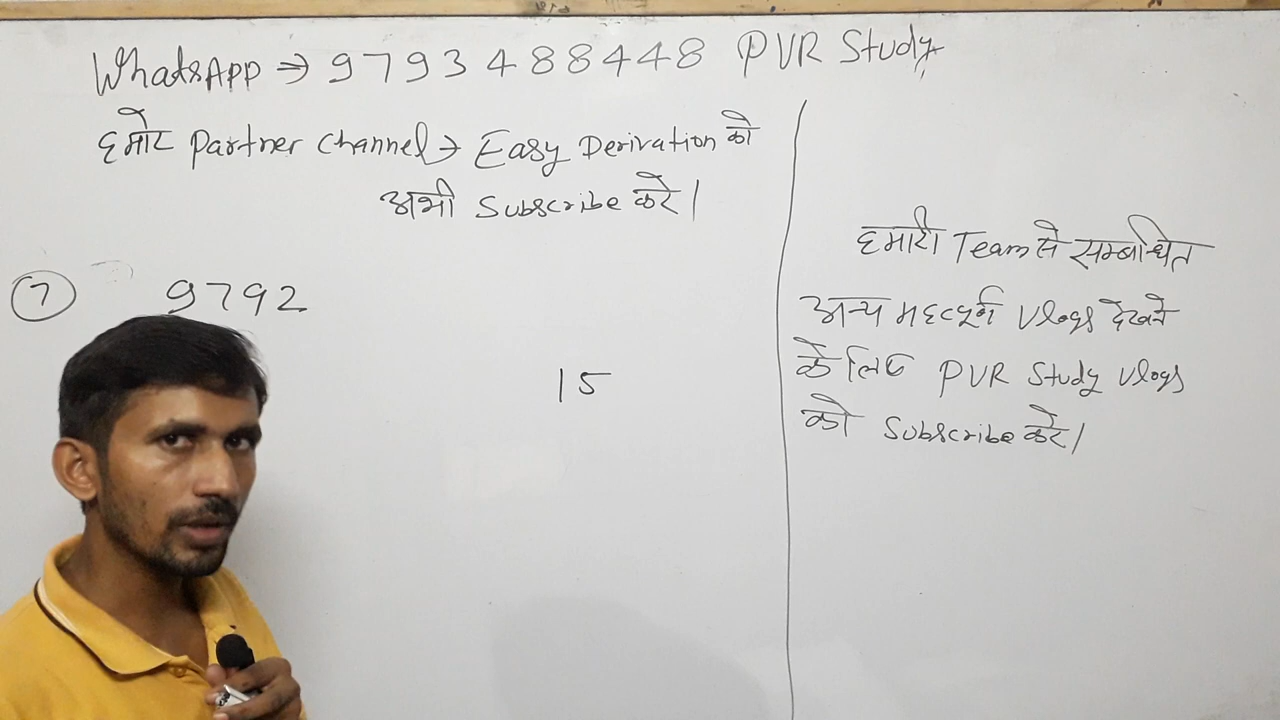 WhatsApp → 9793488448 PVR Study
हमारे Partner Channel → Easy Derivation को
अभी Subscribe करे।
7 9792
15
हमारी Team से सम्बन्धित
अन्य महत्वपूर्ण Vlogs देखने
के लिए PVR Study Vlogs
को Subscribe करे।